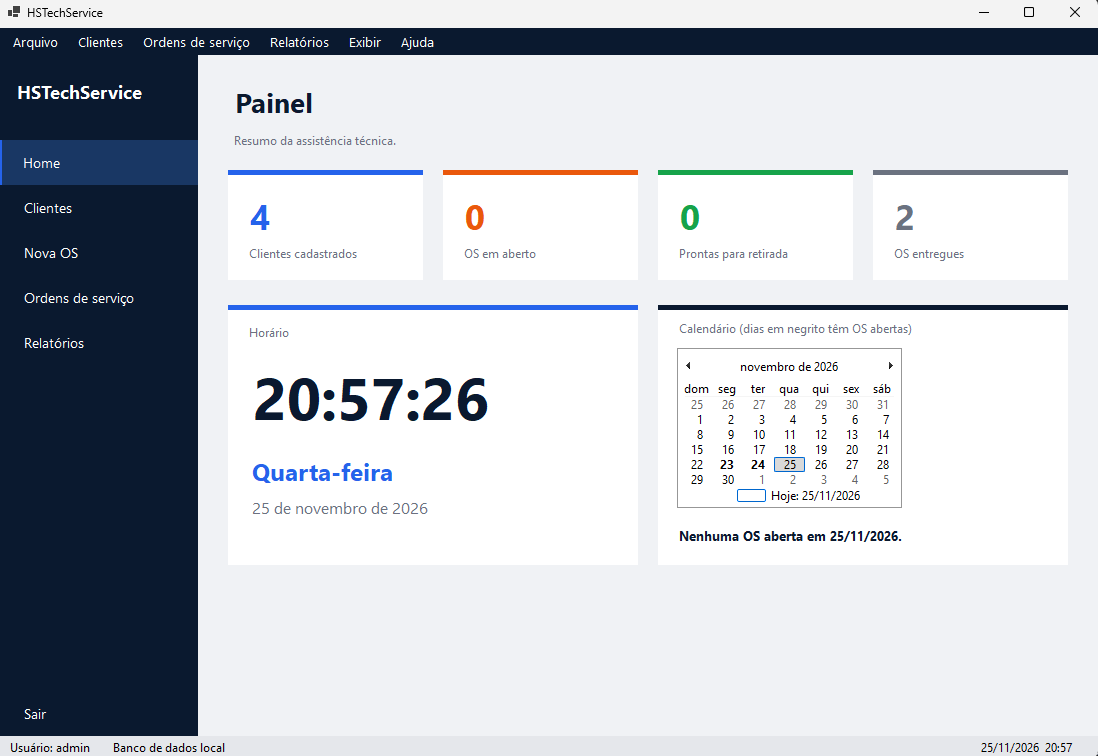 HSTechService
Arquivo Clientes Ordens de serviço Relatórios Exibir Ajuda
HSTechService
Home
Clientes
Nova OS
Ordens de serviço
Relatórios
Sair
Painel
Resumo da assistência técnica.
4
Clientes cadastrados
0
OS em aberto
0
Prontas para retirada
2
OS entregues
Horário
20:57:26
Quarta-feira
25 de novembro de 2026
Calendário (dias em negrito têm OS abertas)
novembro de 2026
dom seg ter qua qui sex sáb
25 26 27 28 29 30 31
1 2 3 4 5 6 7
8 9 10 11 12 13 14
15 16 17 18 19 20 21
22 23 24 25 26 27 28
29 30 1 2 3 4 5
Hoje: 25/11/2026
Nenhuma OS aberta em 25/11/2026.
Usuário: admin Banco de dados local 25/11/2026 20:57